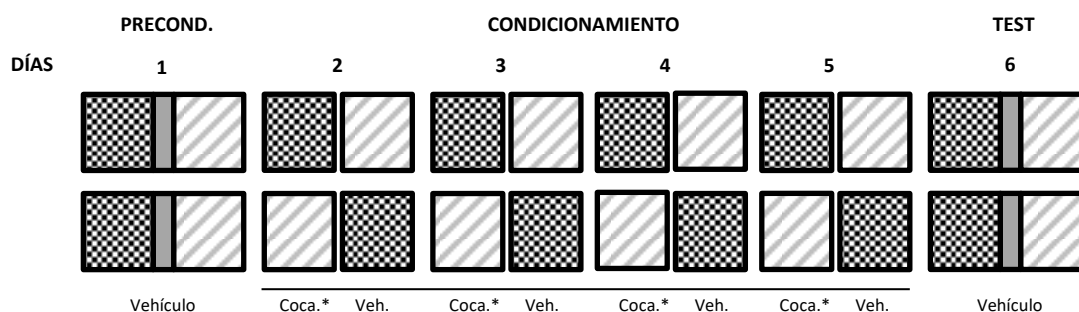 PRECOND. CONDICIONAMIENTO TEST
DÍAS 1 2 3 4 5 6
Vehículo Coca.* Veh. Coca.* Veh. Coca.* Veh. Coca.* Veh. Vehículo